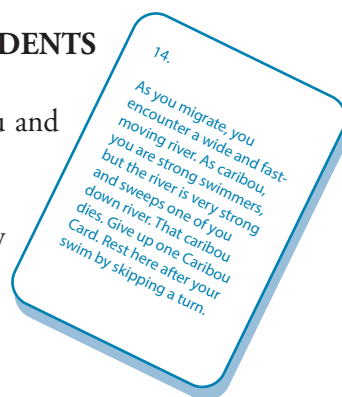 DENTS
u and
14.
As you migrate, you
encounter a wide and fast-
moving river. As caribou,
you are strong swimmers,
but the river is very strong
and sweeps one of you
down river. That caribou
dies. Give up one Caribou
Card. Rest here after your
swim by skipping a turn.